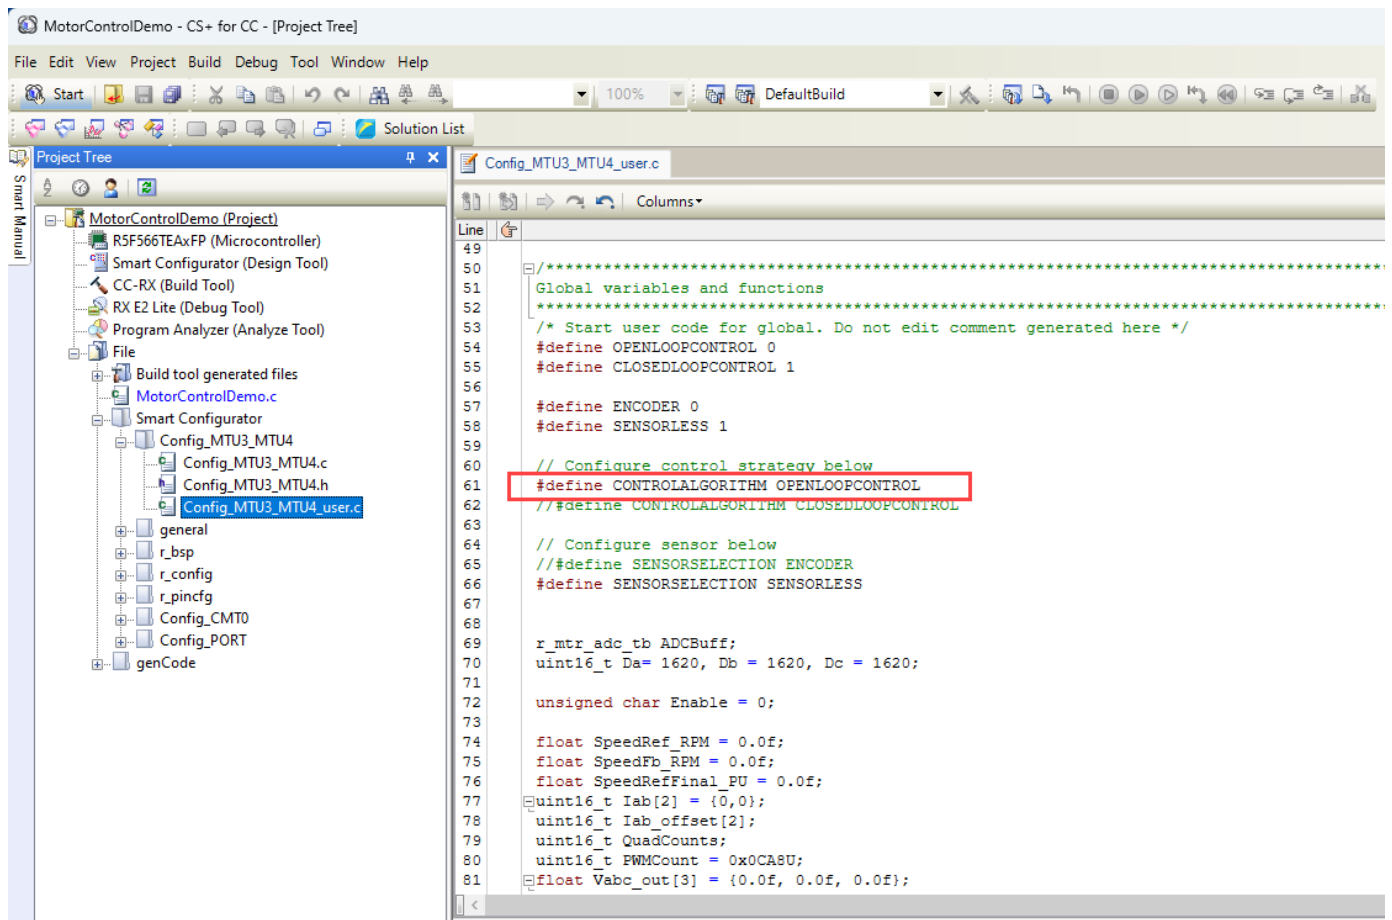 MotorControlDemo - CS+ for CC - [Project Tree]
File Edit View Project Build Debug Tool Window Help
Start 100% DefaultBuild
Solution List
Smart Manual
Project Tree
MotorControlDemo (Project)
R5F566TEAxFP (Microcontroller)
Smart Configurator (Design Tool)
CC-RX (Build Tool)
RX E2 Lite (Debug Tool)
Program Analyzer (Analyze Tool)
File
Build tool generated files
MotorControlDemo.c
Smart Configurator
Config_MTU3_MTU4
Config_MTU3_MTU4.c
Config_MTU3_MTU4.h
Config_MTU3_MTU4_user.c
general
r_bsp
r_config
r_pincfg
Config_CMT0
Config_PORT
genCode
Config_MTU3_MTU4_user.c
Columns
Line
49
50 /***************************************************************************************
51 Global variables and functions
52 ***************************************************************************************
53 /* Start user code for global. Do not edit comment generated here */
54 #define OPENLOOPCONTROL 0
55 #define CLOSEDLOOPCONTROL 1
56
57 #define ENCODER 0
58 #define SENSORLESS 1
59
60 // Configure control strategy below
61 #define CONTROLALGORITHM OPENLOOPCONTROL
62 //#define CONTROLALGORITHM CLOSEDLOOPCONTROL
63
64 // Configure sensor below
65 //#define SENSORSELECTION ENCODER
66 #define SENSORSELECTION SENSORLESS
67
68
69 r_mtr_adc_tb ADCBuff;
70 uint16_t Da= 1620, Db = 1620, Dc = 1620;
71
72 unsigned char Enable = 0;
73
74 float SpeedRef_RPM = 0.0f;
75 float SpeedFb_RPM = 0.0f;
76 float SpeedRefFinal_PU = 0.0f;
77 uint16_t Iab[2] = {0,0};
78 uint16_t Iab_offset[2];
79 uint16_t QuadCounts;
80 uint16_t PWMCount = 0x0CA8U;
81 float Vabc_out[3] = {0.0f, 0.0f, 0.0f};